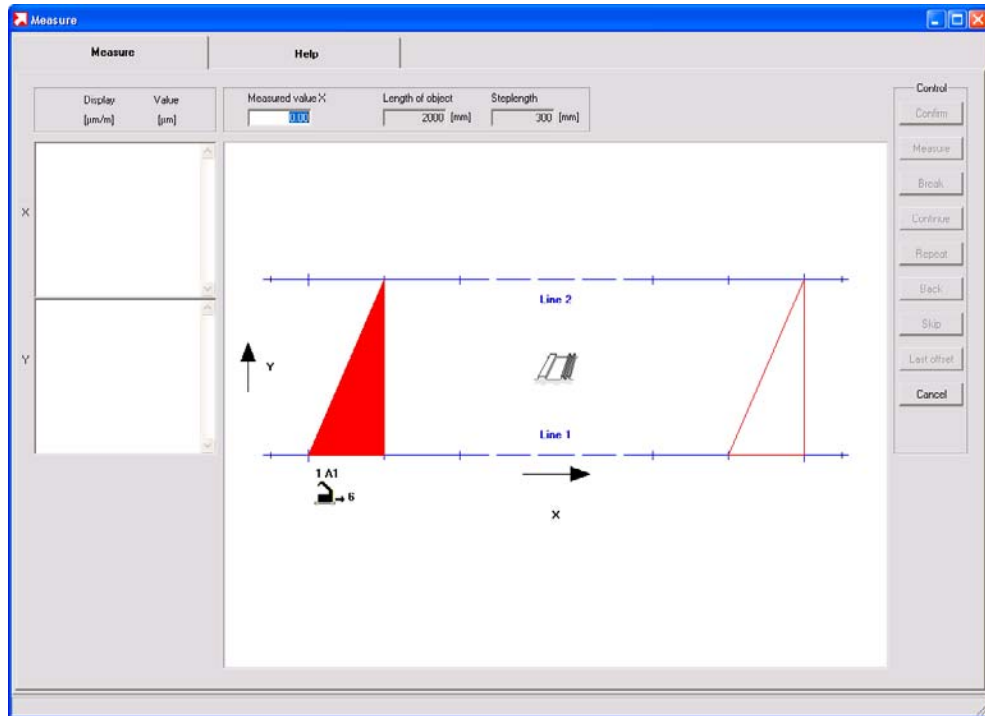 Measure
Measure Help
Display Value
[µm/m] [µm]
Measured value X Length of object Steplength
0.00 2000 [mm] 300 [mm]
Control
Confirm
Measure
Break
Continue
Repeat
Back
Skip
Last offset
Cancel
X
Y
Line 2
Y
Line 1
1 A1
6
X